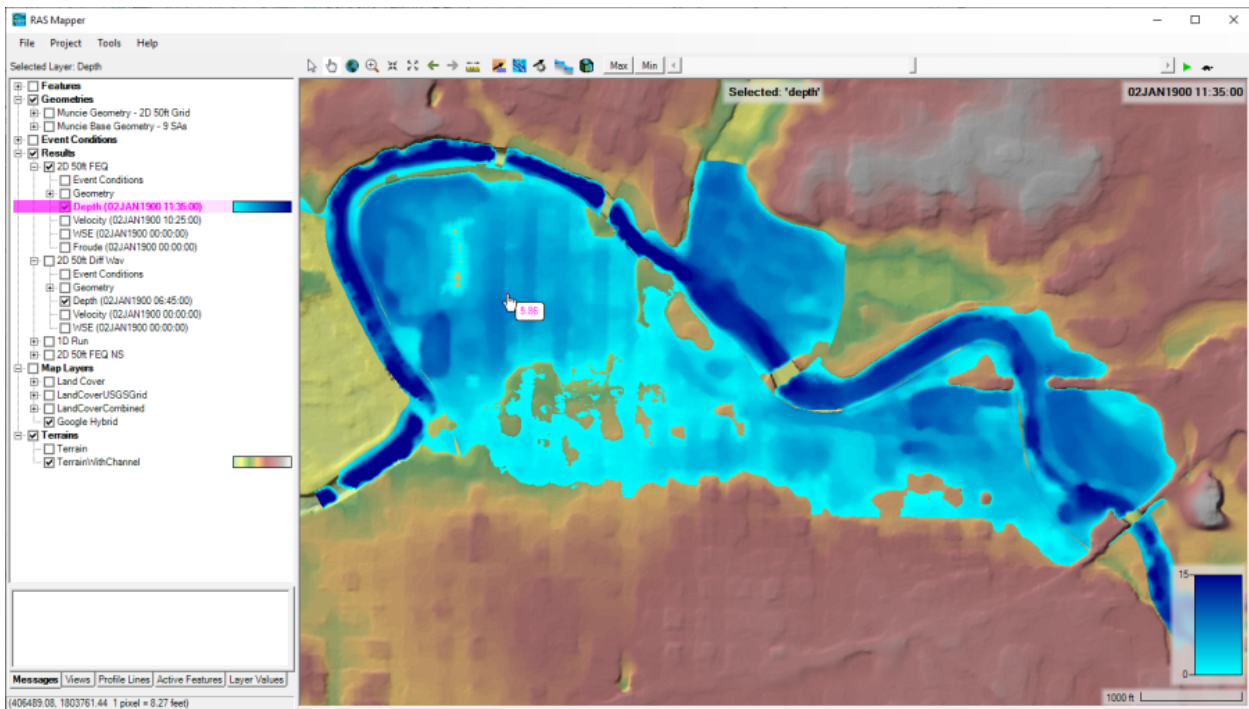 RAS Mapper
File Project Tools Help
Selected Layer: Depth
Max Min
Features
Geometries
Muncie Geometry - 2D 50ft Grid
Muncie Base Geometry - 9 SAs
Event Conditions
Results
2D 50ft FEQ
Event Conditions
Geometry
Depth (02JAN1900 11:35:00)
Velocity (02JAN1900 10:25:00)
WSE (02JAN1900 00:00:00)
Froude (02JAN1900 00:00:00)
2D 50ft Diff Wav
Event Conditions
Geometry
Depth (02JAN1900 06:45:00)
Velocity (02JAN1900 00:00:00)
WSE (02JAN1900 00:00:00)
1D Run
2D 50ft FEQ NS
Map Layers
Land Cover
LandCoverUSGSGrid
LandCoverCombined
Google Hybrid
Terrains
Terrain
TerrainWithChannel
Selected: 'depth'
02JAN1900 11:35:00
5.86
15
0
1000 ft
Messages Views Profile Lines Active Features Layer Values
(406489.08, 1803761.44 1 pixel = 8.27 feet)